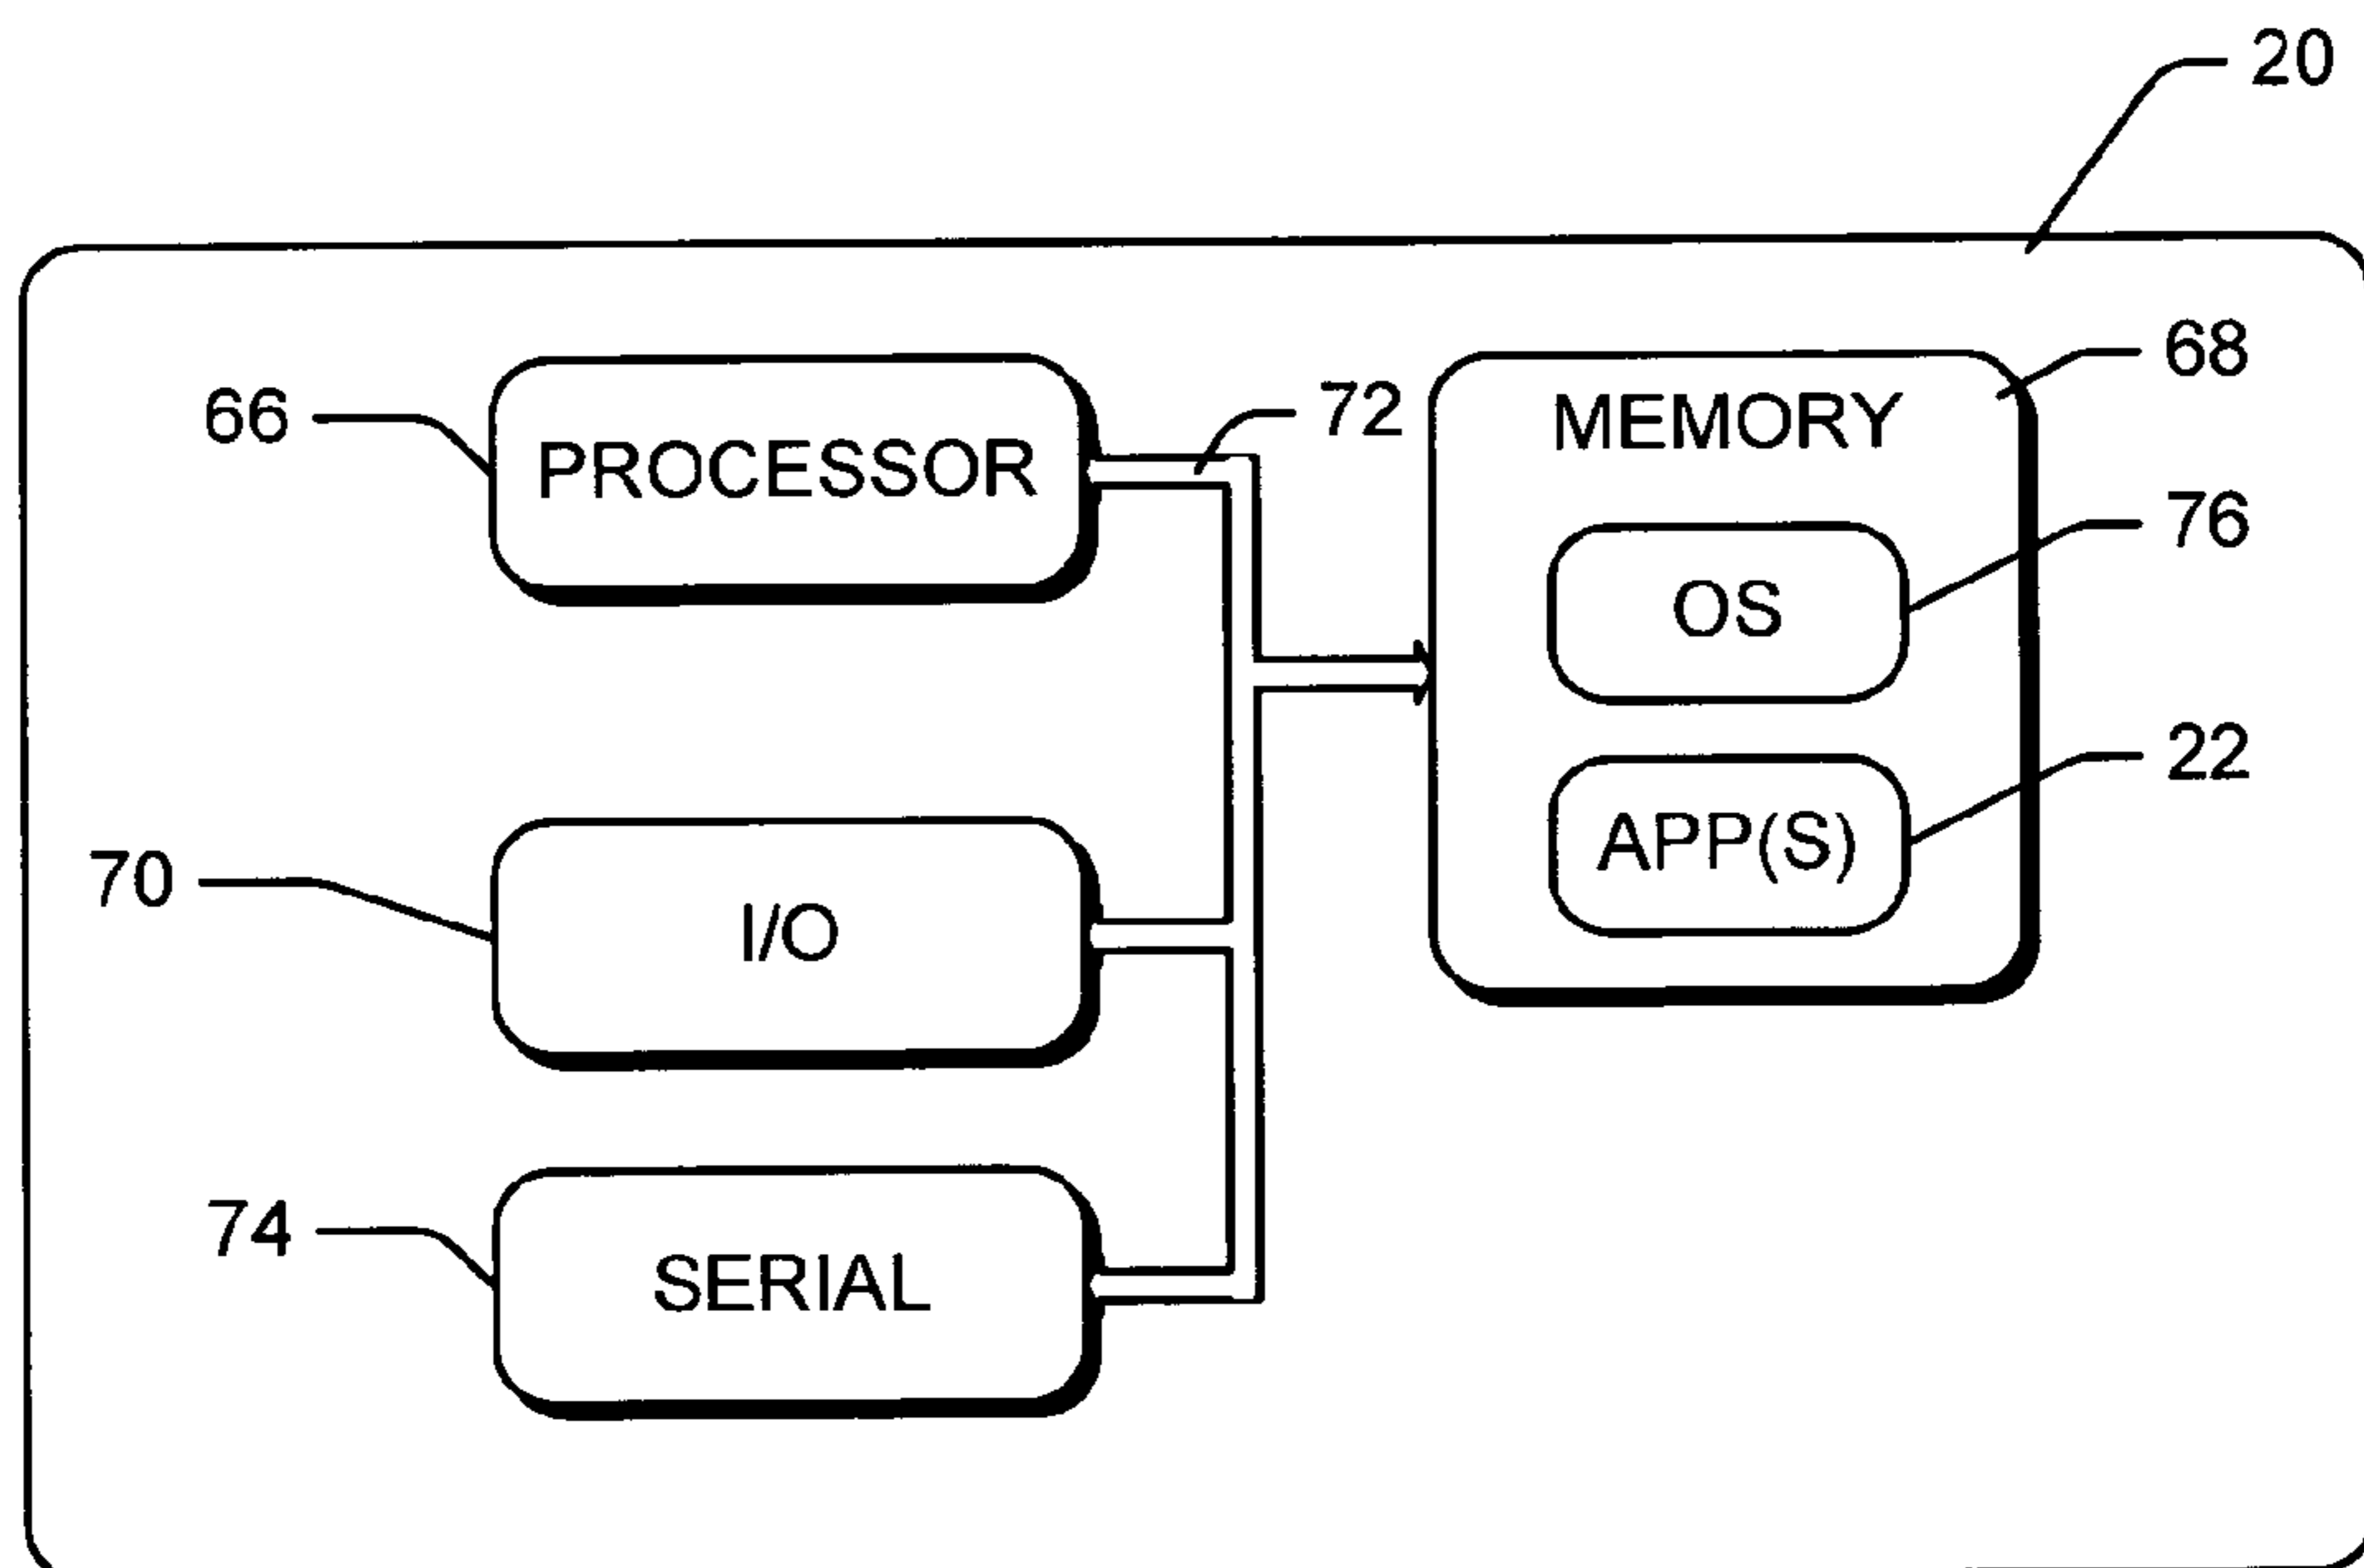 20
68
66
72
MEMORY
PROCESSOR
76
OS
22
APP(S)
70
I/O
74
SERIAL